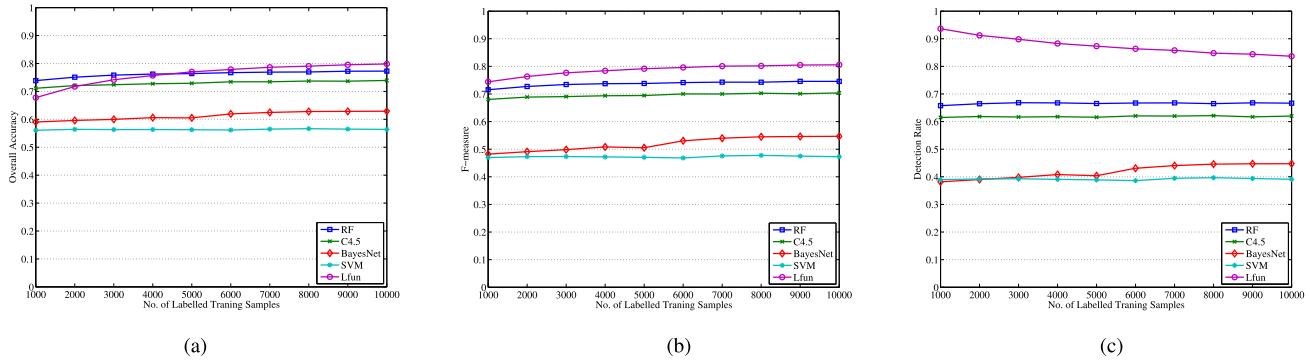 1
0.9
0.8
0.7
0.6
0.5
0.4
0.3
0.2
0.1
0
Overall Accuracy
1000 2000 3000 4000 5000 6000 7000 8000 9000 10000
No. of Labelled Traning Samples
RF
C4.5
BayesNet
SVM
Lfun
(a)
1
0.9
0.8
0.7
0.6
0.5
0.4
0.3
0.2
0.1
0
F−measure
1000 2000 3000 4000 5000 6000 7000 8000 9000 10000
No. of Labelled Traning Samples
RF
C4.5
BayesNet
SVM
Lfun
(b)
1
0.9
0.8
0.7
0.6
0.5
0.4
0.3
0.2
0.1
0
Detection Rate
1000 2000 3000 4000 5000 6000 7000 8000 9000 10000
No. of Labelled Traning Samples
RF
C4.5
BayesNet
SVM
Lfun
(c)